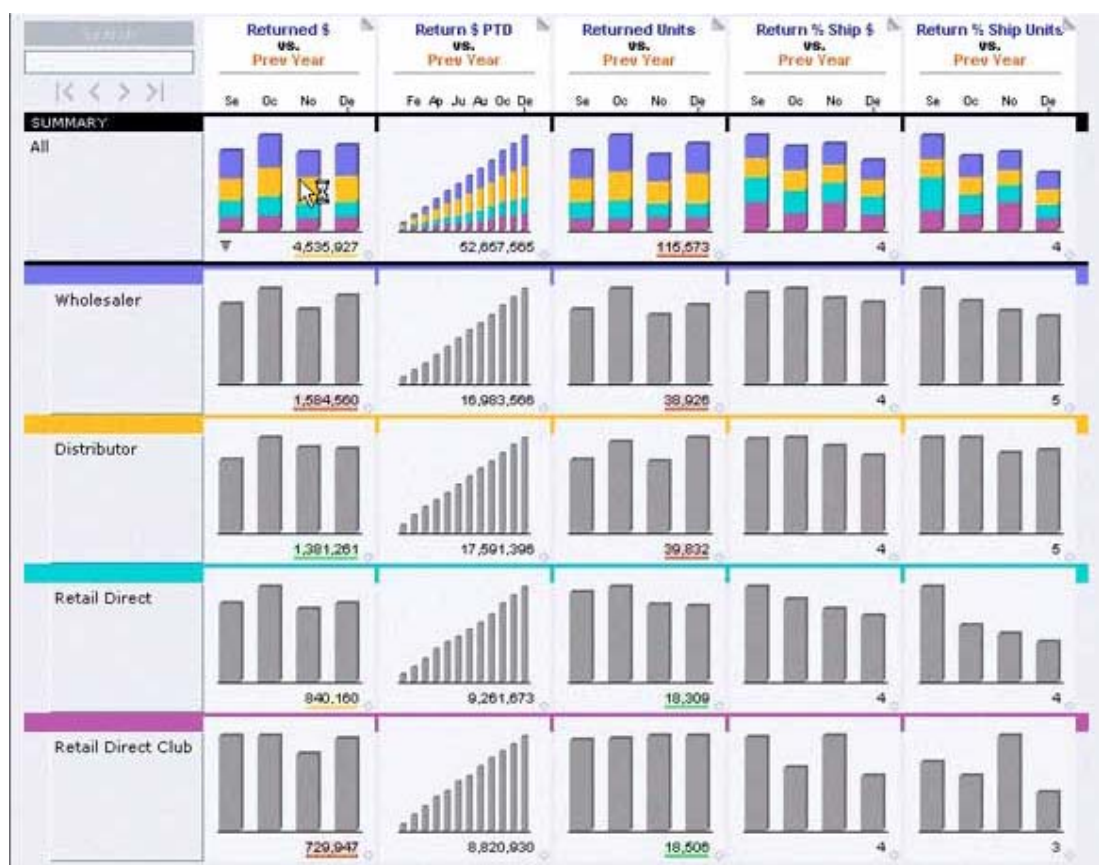 Search
Returned $ Return $ PTD Returned Units Return % Ship $ Return % Ship Units
vs. vs. vs. vs. vs.
Prev Year Prev Year Prev Year Prev Year Prev Year
Se Oc No De Fe Ap Ju Au Oc De Se Oc No De Se Oc No De Se Oc No De
SUMMARY
All
4,535,927 52,657,565 115,573 4 4
Wholesaler
1,584,560 16,983,566 38,926 4 5
Distributor
1,381,261 17,591,396 39,832 4 5
Retail Direct
840,160 9,261,673 18,309 4 4
Retail Direct Club
729,947 8,820,930 18,506 4 3